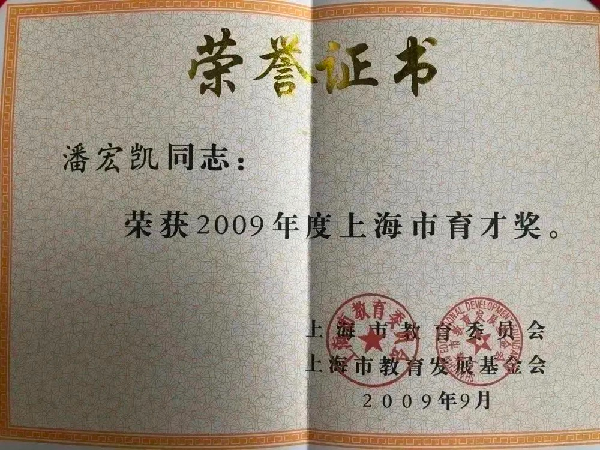 荣誉证书
潘宏凯同志：
荣获2009年度上海市育才奖。
上海市教育委员会
上海市教育发展基金会
2009年9月